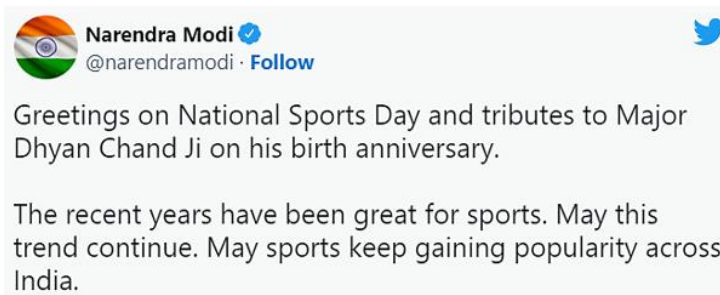 Narendra Modi
@narendramodi · Follow
Greetings on National Sports Day and tributes to Major
Dhyan Chand Ji on his birth anniversary.
The recent years have been great for sports. May this
trend continue. May sports keep gaining popularity across
India.